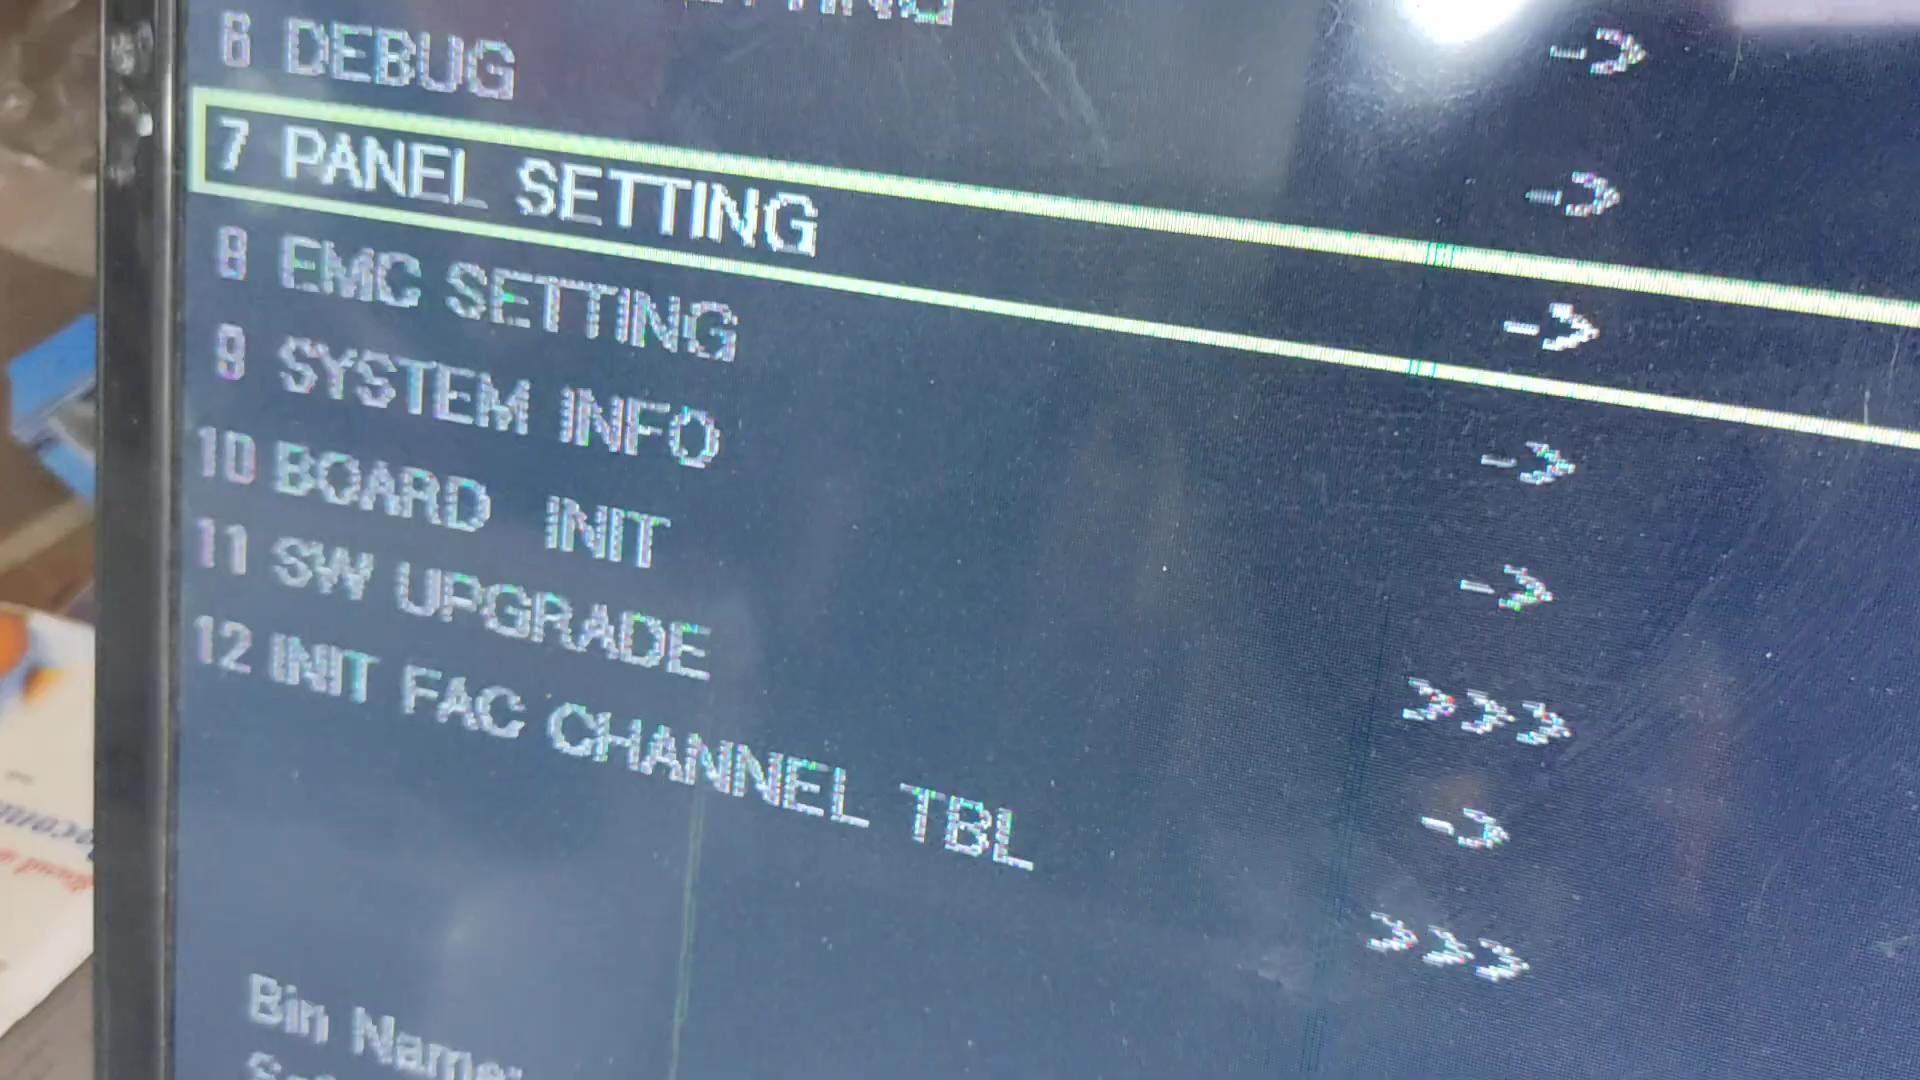 6 DEBUG ->
7 PANEL SETTING ->
8 EMC SETTING ->
9 SYSTEM INFO ->
10 BOARD INIT ->
11 SW UPGRADE ->
12 INIT FAC CHANNEL TBL >>>
Bin Name: